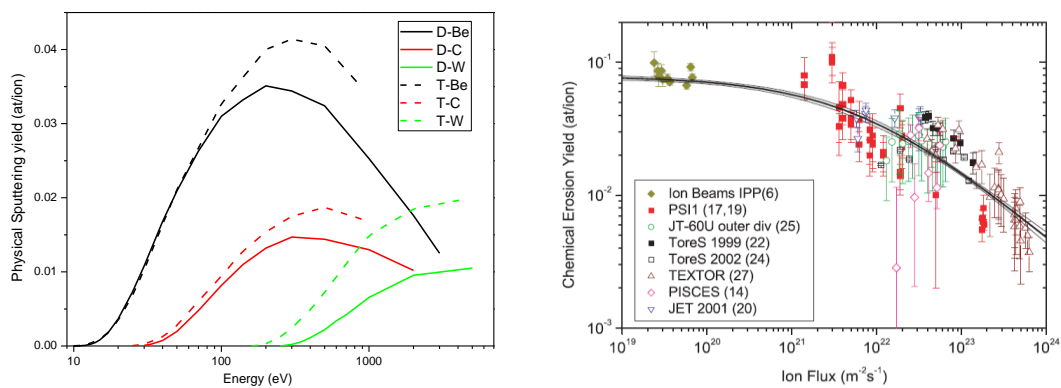 Physical Sputtering yield (at/ion)
0.04
0.03
0.02
0.01
0.00
10
100
1000
Energy (eV)
D-Be
D-C
D-W
T-Be
T-C
T-W
Chemical Erosion Yield (at/ion)
10⁻¹
10⁻²
10⁻³
Ion Beams IPP(6)
PSI1 (17,19)
JT-60U outer div (25)
ToreS 1999 (22)
ToreS 2002 (24)
TEXTOR (27)
PISCES (14)
JET 2001 (20)
10¹⁹
10²⁰
10²¹
10²²
10²³
10²⁴
Ion Flux (m⁻²s⁻¹)